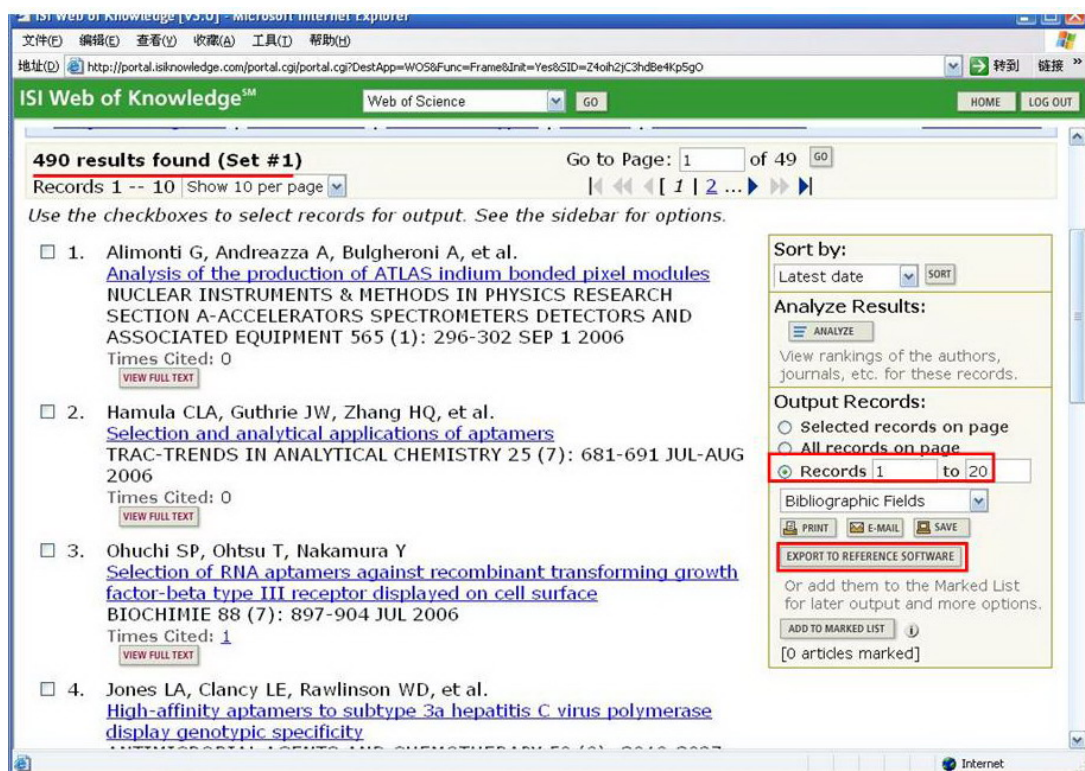 ISI Web of Knowledge [v3.0] - Microsoft Internet Explorer
文件(F) 编辑(E) 查看(V) 收藏(A) 工具(T) 帮助(H)
地址(D) http://portal.isiknowledge.com/portal.cgi/portal.cgi?DestApp=WOS&Func=Frame&Init=Yes&SID=Z4oih2jC3hdBe4Kp5gO 转到 链接 »
ISI Web of Knowledge℠ Web of Science GO HOME LOG OUT
490 results found (Set #1) Go to Page: 1 of 49 GO
Records 1 -- 10 Show 10 per page [ 1 | 2 ...
Use the checkboxes to select records for output. See the sidebar for options.
1. Alimonti G, Andreazza A, Bulgheroni A, et al.
Analysis of the production of ATLAS indium bonded pixel modules
NUCLEAR INSTRUMENTS & METHODS IN PHYSICS RESEARCH
SECTION A-ACCELERATORS SPECTROMETERS DETECTORS AND
ASSOCIATED EQUIPMENT 565 (1): 296-302 SEP 1 2006
Times Cited: 0
VIEW FULL TEXT
2. Hamula CLA, Guthrie JW, Zhang HQ, et al.
Selection and analytical applications of aptamers
TRAC-TRENDS IN ANALYTICAL CHEMISTRY 25 (7): 681-691 JUL-AUG
2006
Times Cited: 0
VIEW FULL TEXT
3. Ohuchi SP, Ohtsu T, Nakamura Y
Selection of RNA aptamers against recombinant transforming growth
factor-beta type III receptor displayed on cell surface
BIOCHIMIE 88 (7): 897-904 JUL 2006
Times Cited: 1
VIEW FULL TEXT
4. Jones LA, Clancy LE, Rawlinson WD, et al.
High-affinity aptamers to subtype 3a hepatitis C virus polymerase
display genotypic specificity
Sort by:
Latest date SORT
Analyze Results:
ANALYZE
View rankings of the authors,
journals, etc. for these records.
Output Records:
Selected records on page
All records on page
Records 1 to 20
Bibliographic Fields
PRINT E-MAIL SAVE
EXPORT TO REFERENCE SOFTWARE
Or add them to the Marked List
for later output and more options.
ADD TO MARKED LIST i
[0 articles marked]
Internet